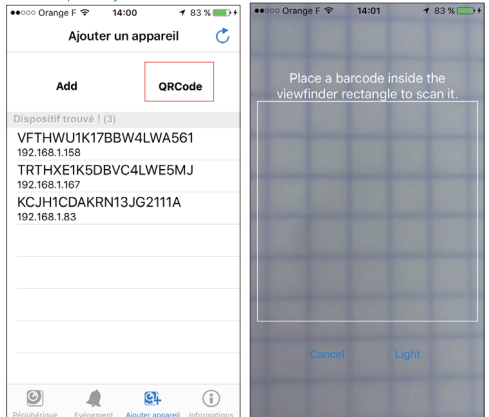 Orange F 14:00 83 %
Ajouter un appareil
Add QRCode
Dispositif trouvé ! (3)
VFTHWU1K17BBW4LWA561
192.168.1.158
TRTHXE1K5DBVC4LWE5MJ
192.168.1.167
KCJH1CDAKRN13JG2111A
192.168.1.83
Périphérique Evénement Ajouter appareil Informations
Orange F 14:01 83 %
Place a barcode inside the
viewfinder rectangle to scan it.
Cancel Light